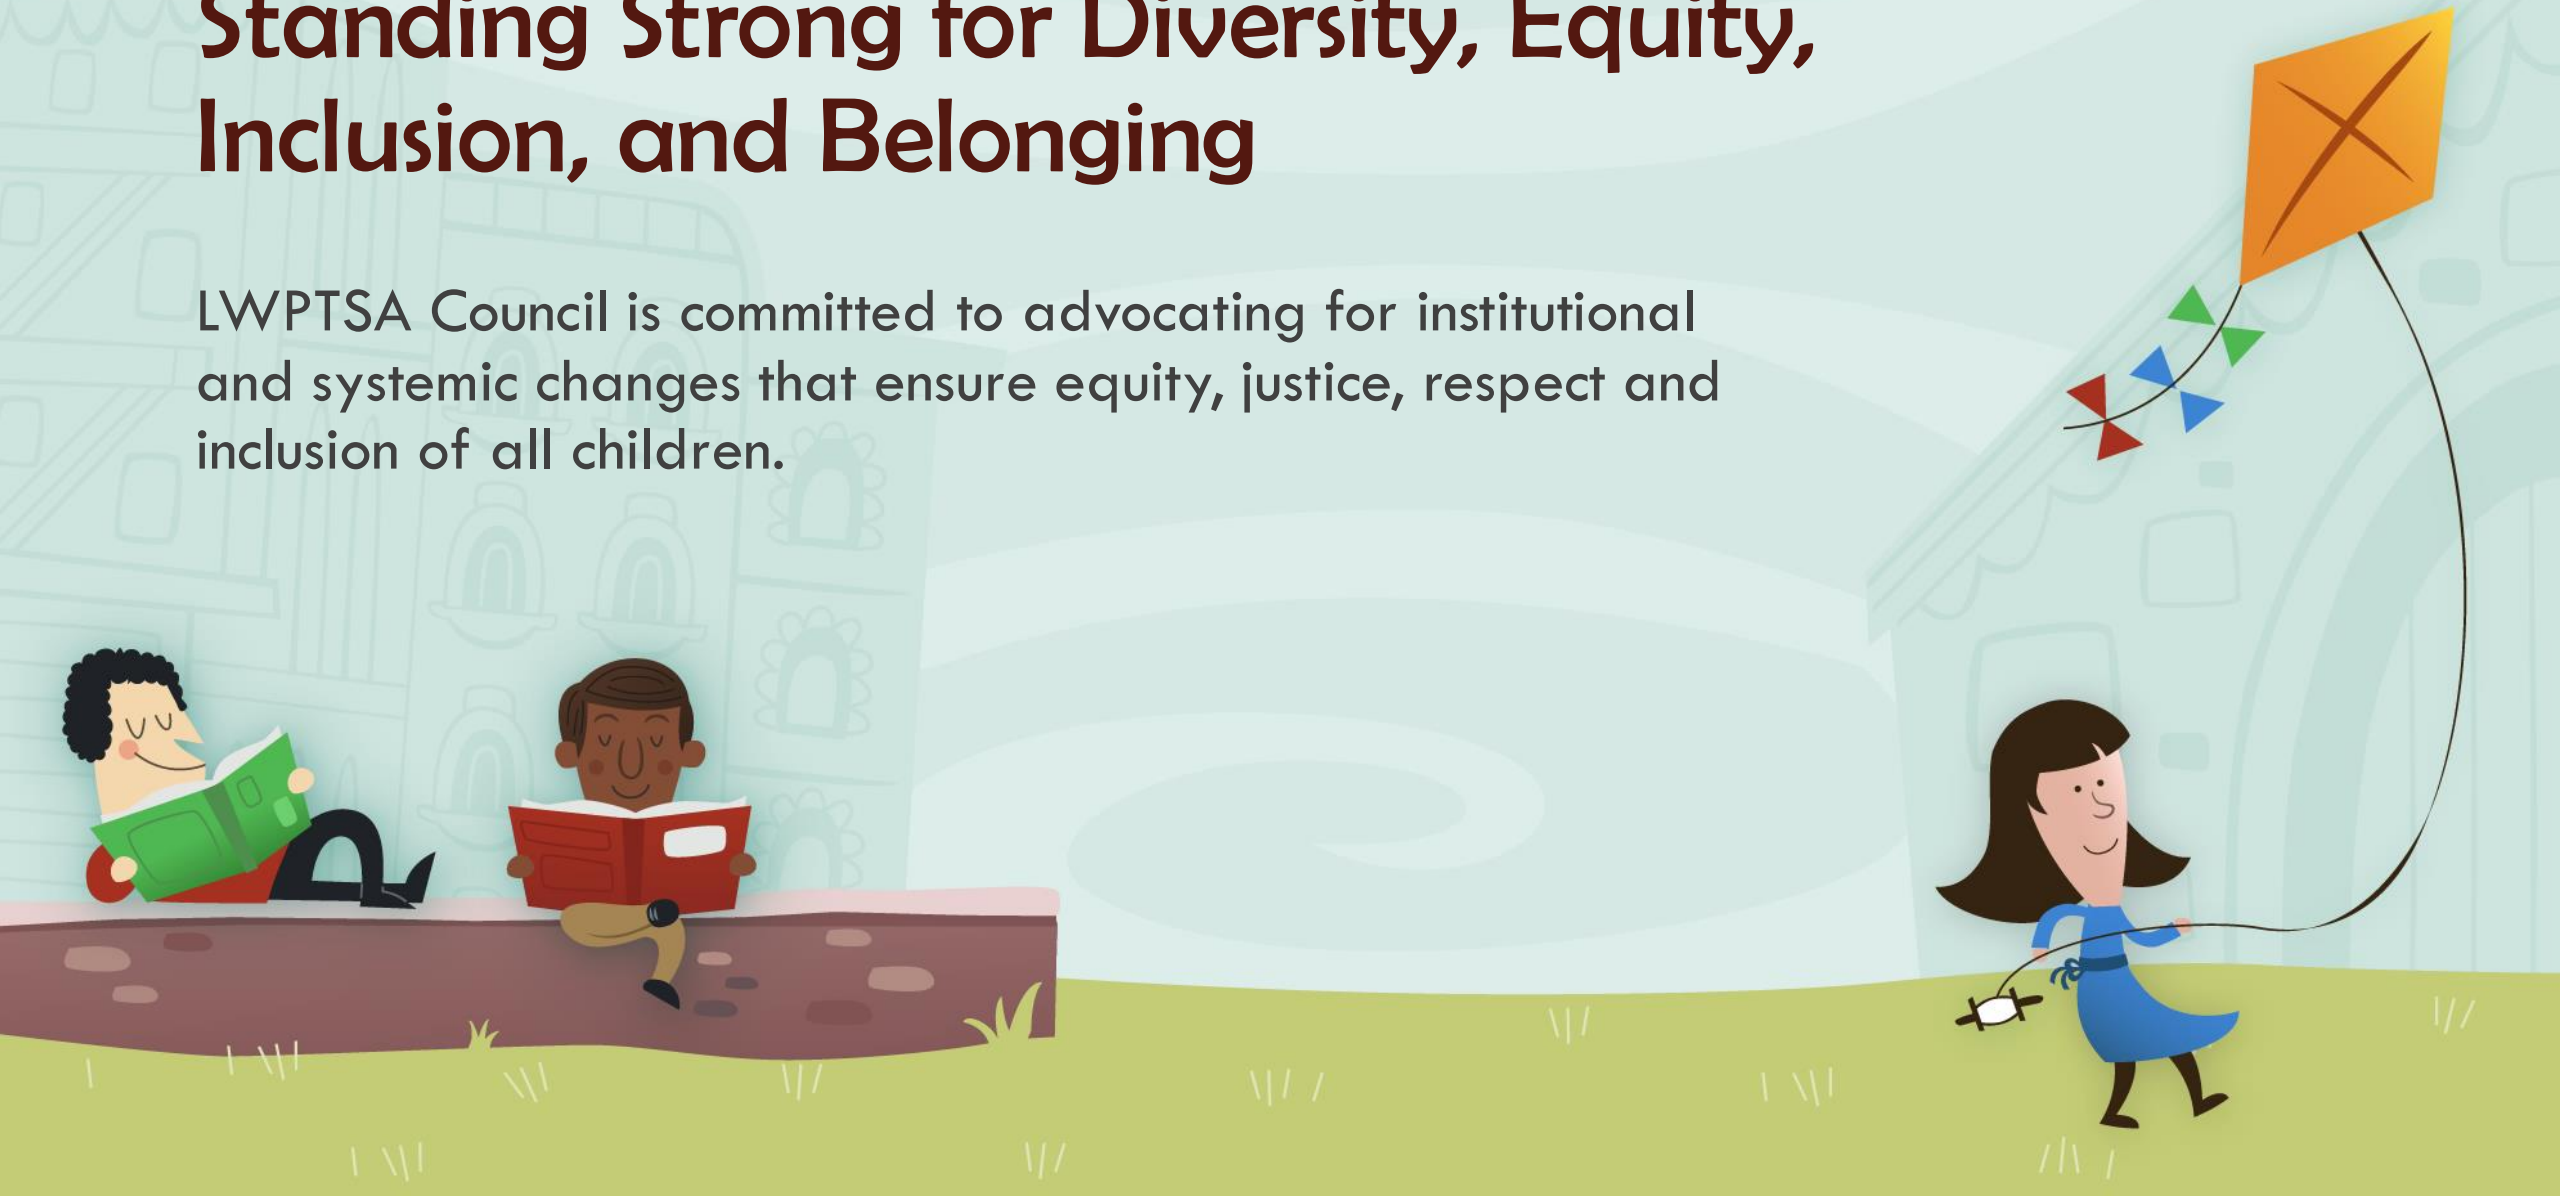 Standing Strong for Diversity, Equity,
Inclusion, and Belonging
LWPTSA Council is committed to advocating for institutional
and systemic changes that ensure equity, justice, respect and
inclusion of all children.